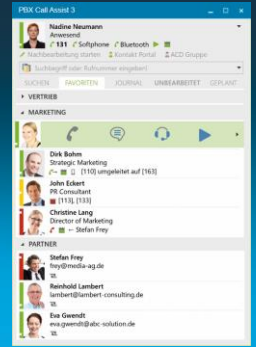 PBX Call Assist 3
Nadine Neumann
Anwesend
131 Softphone Bluetooth
Nachbearbeitung starten Kontakt Portal ACD Gruppe
Suchbegriff oder Rufnummer eingeben!
SUCHEN FAVORITEN JOURNAL UNBEARBEITET GEPLANT
VERTRIEB
MARKETING
Dirk Bohm
Strategic Marketing
[110] umgeleitet auf [163]
John Eckert
PR Consultant
[113], [133]
Christine Lang
Director of Marketing
← Stefan Frey
PARTNER
Stefan Frey
frey@media-ag.de
Reinhold Lambert
lambert@lambert-consulting.de
Eva Gwendt
eva.gwendt@abc-solution.de